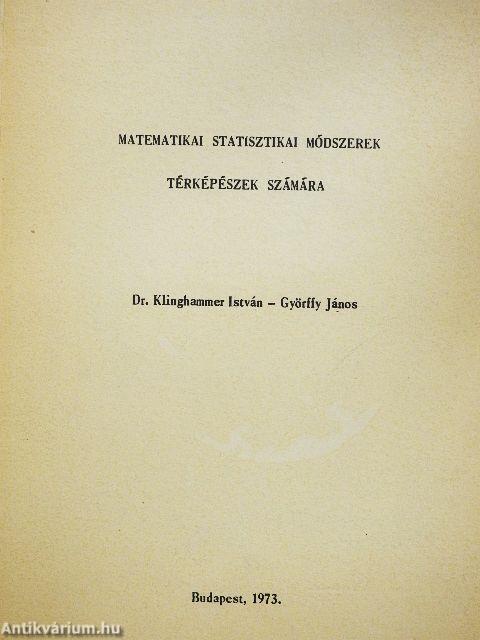 MATEMATIKAI STATISZTIKAI MÓDSZEREK
TÉRKÉPÉSZEK SZÁMÁRA
Dr. Klinghammer István – Györffy János
Budapest, 1973.
Antikvárium.hu